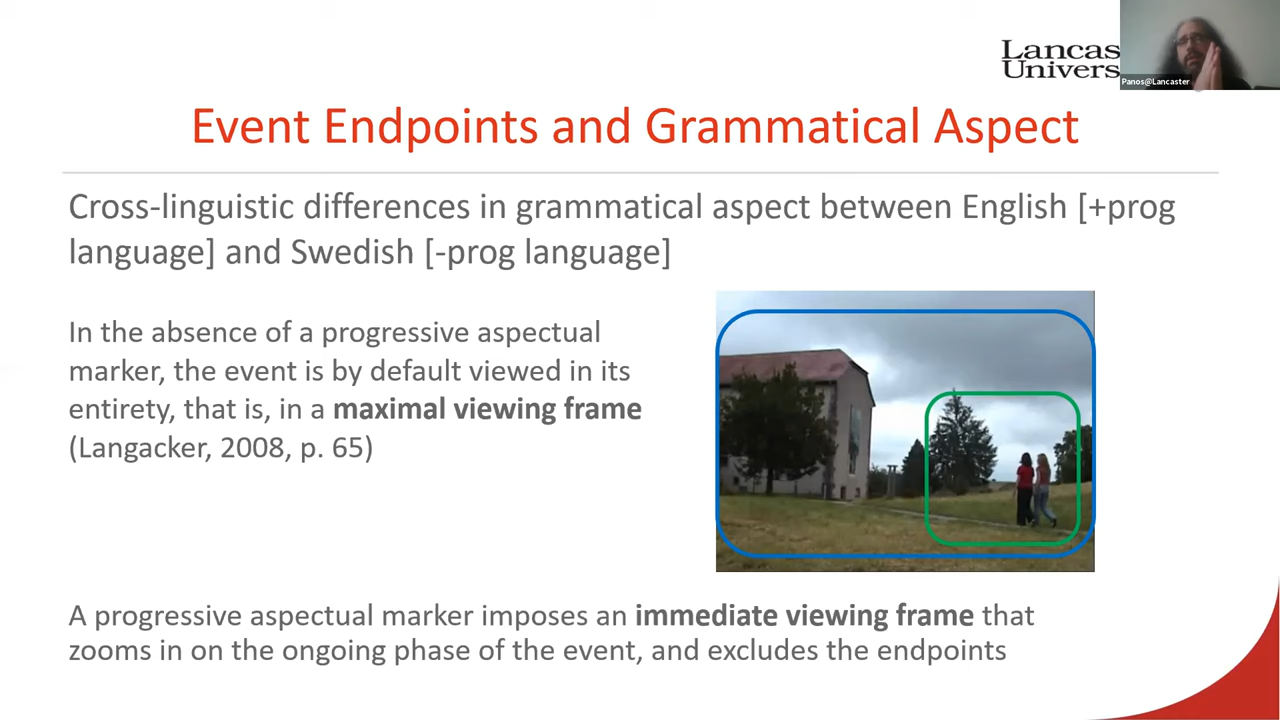 Lancas
Univers
Panos@Lancaster
Event Endpoints and Grammatical Aspect
Cross-linguistic differences in grammatical aspect between English [+prog
language] and Swedish [-prog language]
In the absence of a progressive aspectual
marker, the event is by default viewed in its
entirety, that is, in a maximal viewing frame
(Langacker, 2008, p. 65)
A progressive aspectual marker imposes an immediate viewing frame that
zooms in on the ongoing phase of the event, and excludes the endpoints